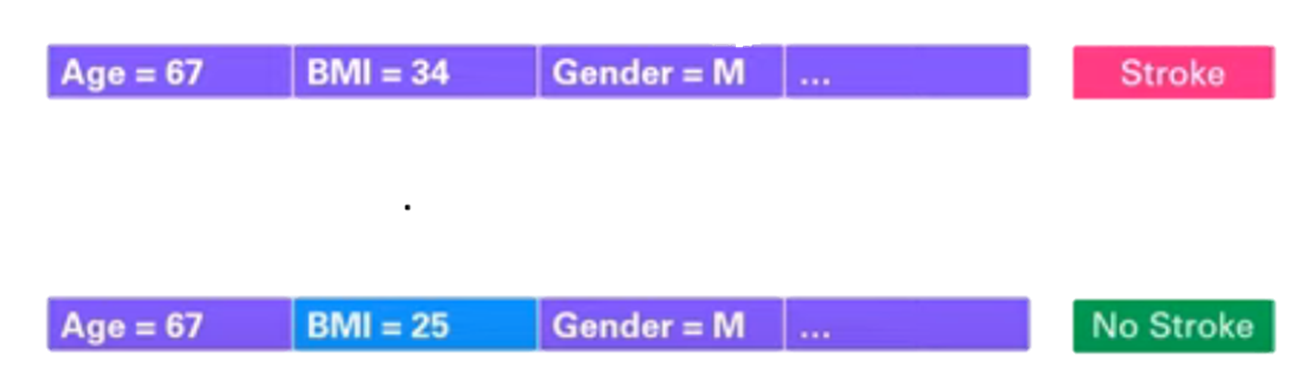 Age = 67 BMI = 34 Gender = M ... Stroke
Age = 67 BMI = 25 Gender = M ... No Stroke